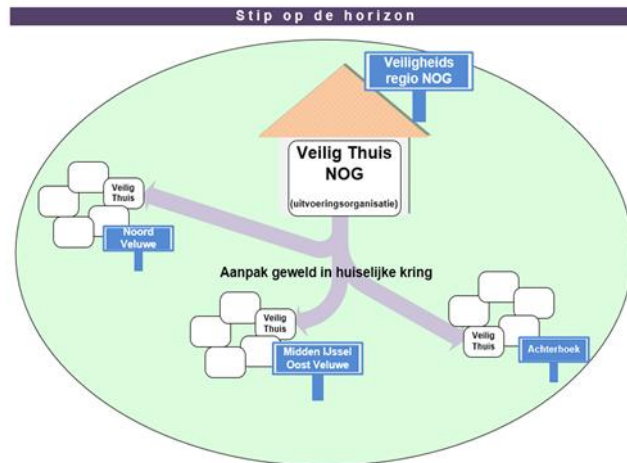 Stip op de horizon
Veiligheids
regio NOG
Veilig Thuis
NOG
(uitvoeringsorganisatie)
Veilig
Thuis
Noord
Veluwe
Aanpak geweld in huiselijke kring
Veilig
Thuis
Midden IJssel
Oost Veluwe
Veilig
Thuis
Achterhoek